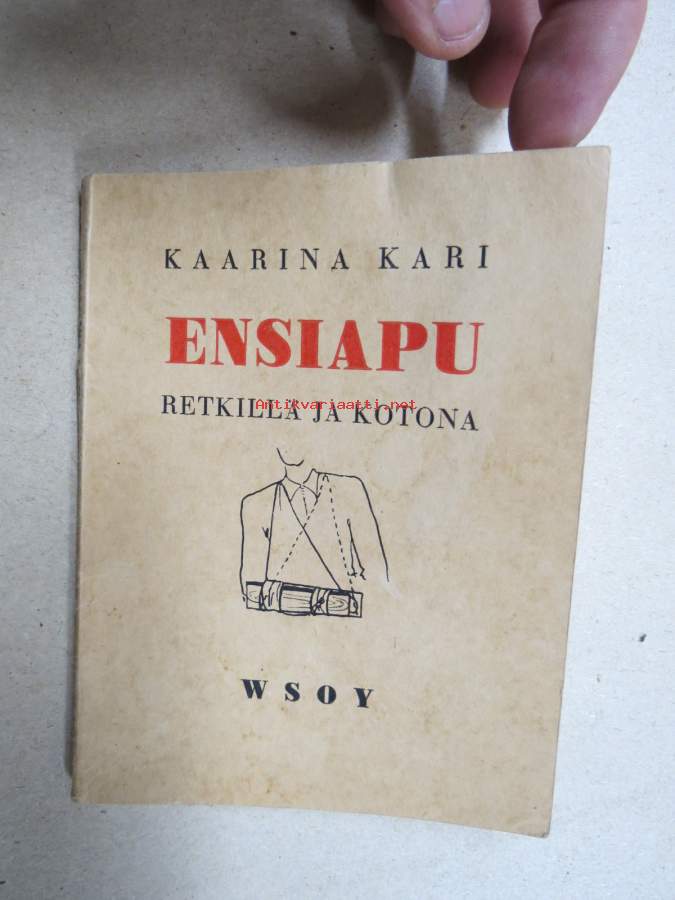 KAARINA KARI
ENSIAPU
Antikvariaatti.net
RETKILLÄ JA KOTONA
WSOY